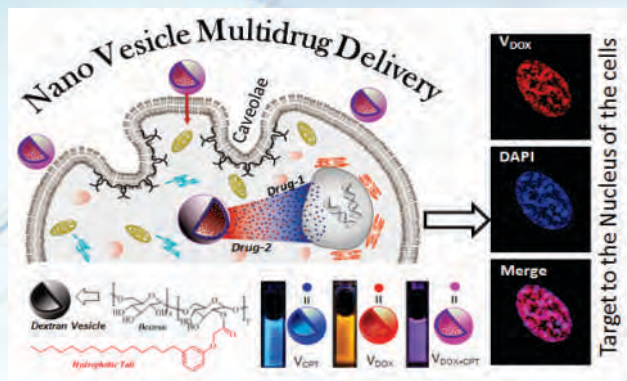 Nano Vesicle Multidrug Delivery
Caveolae
Drug-1
Drug-2
Dextran Vesicle
Hydrophobic Tail
VCPT
VDOX
VDOX+CPT
VDOX
DAPI
Merge
Target to the Nucleus of the cells